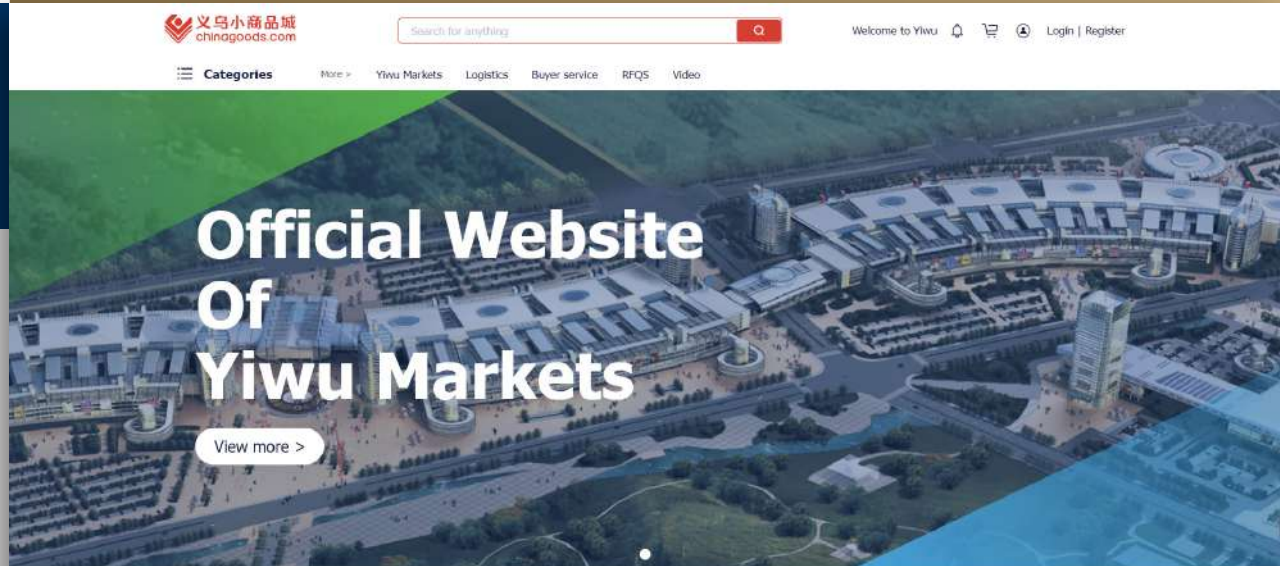 义乌小商品城
chinagoods.com
Search for anything
Welcome to Yiwu
Login | Register
Categories
More >
Yiwu Markets
Logistics
Buyer service
RFQS
Video
Official Website
Of
Yiwu Markets
View more >